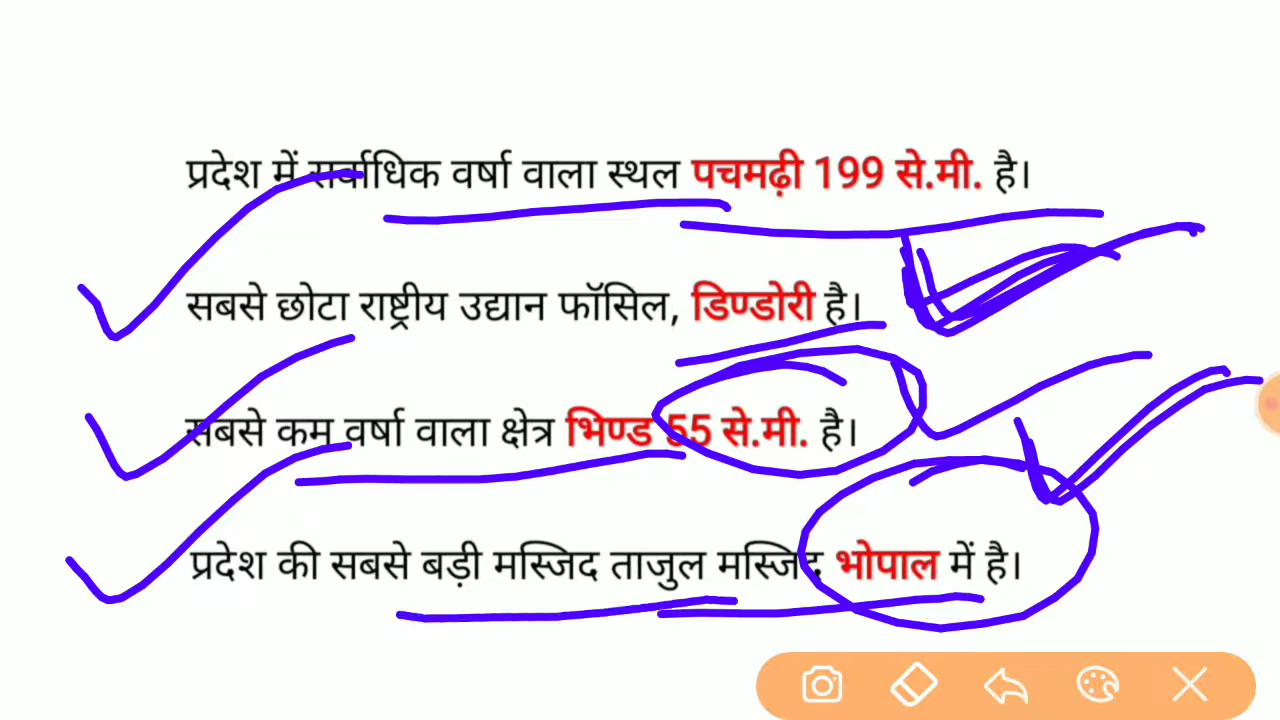 प्रदेश में सर्वाधिक वर्षा वाला स्थल पचमढ़ी 199 से.मी. है।
सबसे छोटा राष्ट्रीय उद्यान फॉसिल, डिण्डोरी है।
सबसे कम वर्षा वाला क्षेत्र भिण्ड 55 से.मी. है।
प्रदेश की सबसे बड़ी मस्जिद ताजुल मस्जिद भोपाल में है।